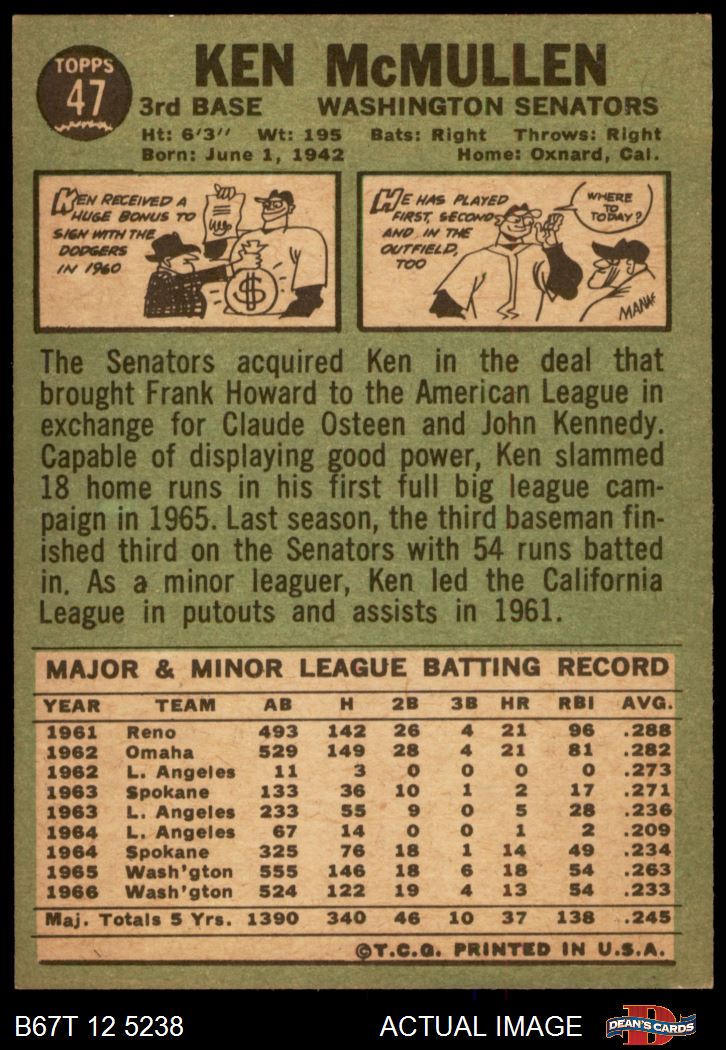 TOPPS
47
KEN McMULLEN
3rd BASE WASHINGTON SENATORS
Ht: 6'3" Wt: 195 Bats: Right Throws: Right
Born: June 1, 1942 Home: Oxnard, Cal.
KEN RECEIVED A
HUGE BONUS TO
SIGN WITH THE
DODGERS
IN 1960
$
HE HAS PLAYED
FIRST, SECOND
AND IN THE
OUTFIELD,
TOO
WHERE
TO
TODAY?
The Senators acquired Ken in the deal that
brought Frank Howard to the American League in
exchange for Claude Osteen and John Kennedy.
Capable of displaying good power, Ken slammed
18 home runs in his first full big league cam-
paign in 1965. Last season, the third baseman fin-
ished third on the Senators with 54 runs batted
in. As a minor leaguer, Ken led the California
League in putouts and assists in 1961.
MAJOR & MINOR LEAGUE BATTING RECORD
YEAR TEAM AB H 2B 3B HR RBI AVG.
1961 Reno 493 142 26 4 21 96 .288
1962 Omaha 529 149 28 4 21 81 .282
1962 L. Angeles 11 3 0 0 0 0 .273
1963 Spokane 133 36 10 1 2 17 .271
1963 L. Angeles 233 55 9 0 5 28 .236
1964 L. Angeles 67 14 0 0 1 2 .209
1964 Spokane 325 76 18 1 14 49 .234
1965 Wash'gton 555 146 18 6 18 54 .263
1966 Wash'gton 524 122 19 4 13 54 .233
Maj. Totals 5 Yrs. 1390 340 46 10 37 138 .245
©T.C.G. PRINTED IN U.S.A.
B67T 12 5238 ACTUAL IMAGE
D
DEAN'S CARDS